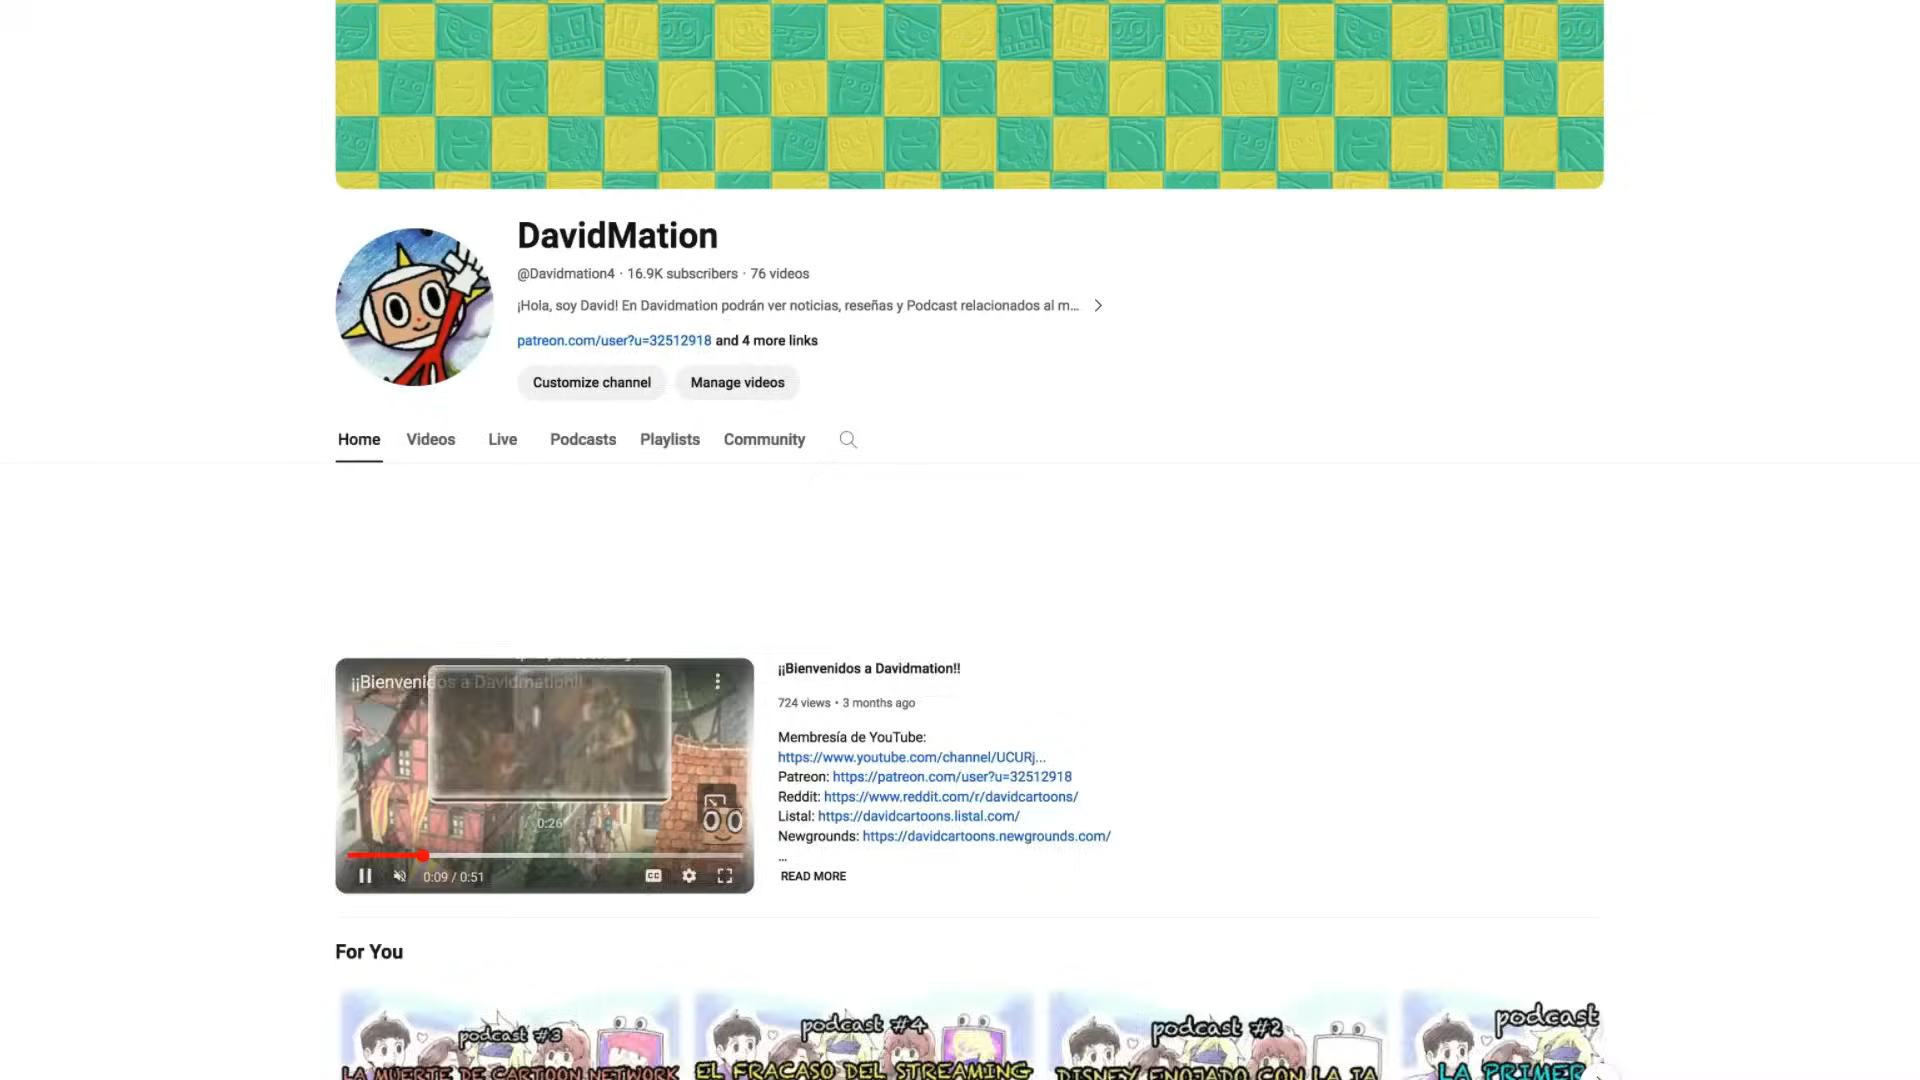 DavidMation
@Davidmation4 · 16.9K subscribers · 76 videos
¡Hola, soy David! En Davidmation podrán ver noticias, reseñas y Podcast relacionados al m...
patreon.com/user?u=32512918 and 4 more links
Customize channel Manage videos
Home Videos Live Podcasts Playlists Community
¡¡Bienvenidos a Davidmation!!
0:26
0:09 / 0:51
CC
¡¡Bienvenidos a Davidmation!!
724 views • 3 months ago
Membresía de YouTube:
https://www.youtube.com/channel/UCURj...
Patreon: https://patreon.com/user?u=32512918
Reddit: https://www.reddit.com/r/davidcartoons/
Listal: https://davidcartoons.listal.com/
Newgrounds: https://davidcartoons.newgrounds.com/
...
READ MORE
For You
podcast #3
LA MUERTE DE CARTOON NETWORK
podcast #4
EL FRACASO DEL STREAMING
podcast #2
DISNEY ENOJADO CON LA IA
podcast
LA PRIMER